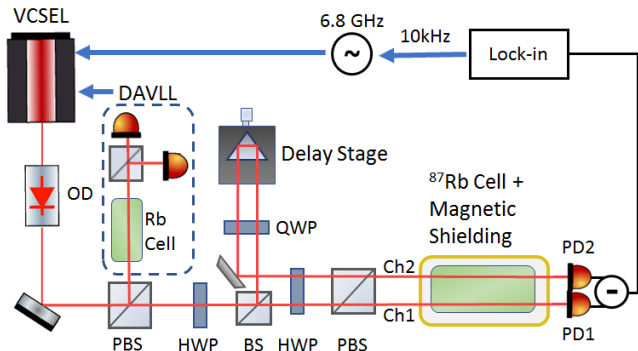 VCSEL
6.8 GHz
~
10kHz
Lock-in
DAVLL
Delay Stage
OD
Rb
Cell
QWP
⁸⁷Rb Cell +
Magnetic
Shielding
PD2
Ch2
Ch1
-
PD1
PBS
HWP
BS
HWP
PBS